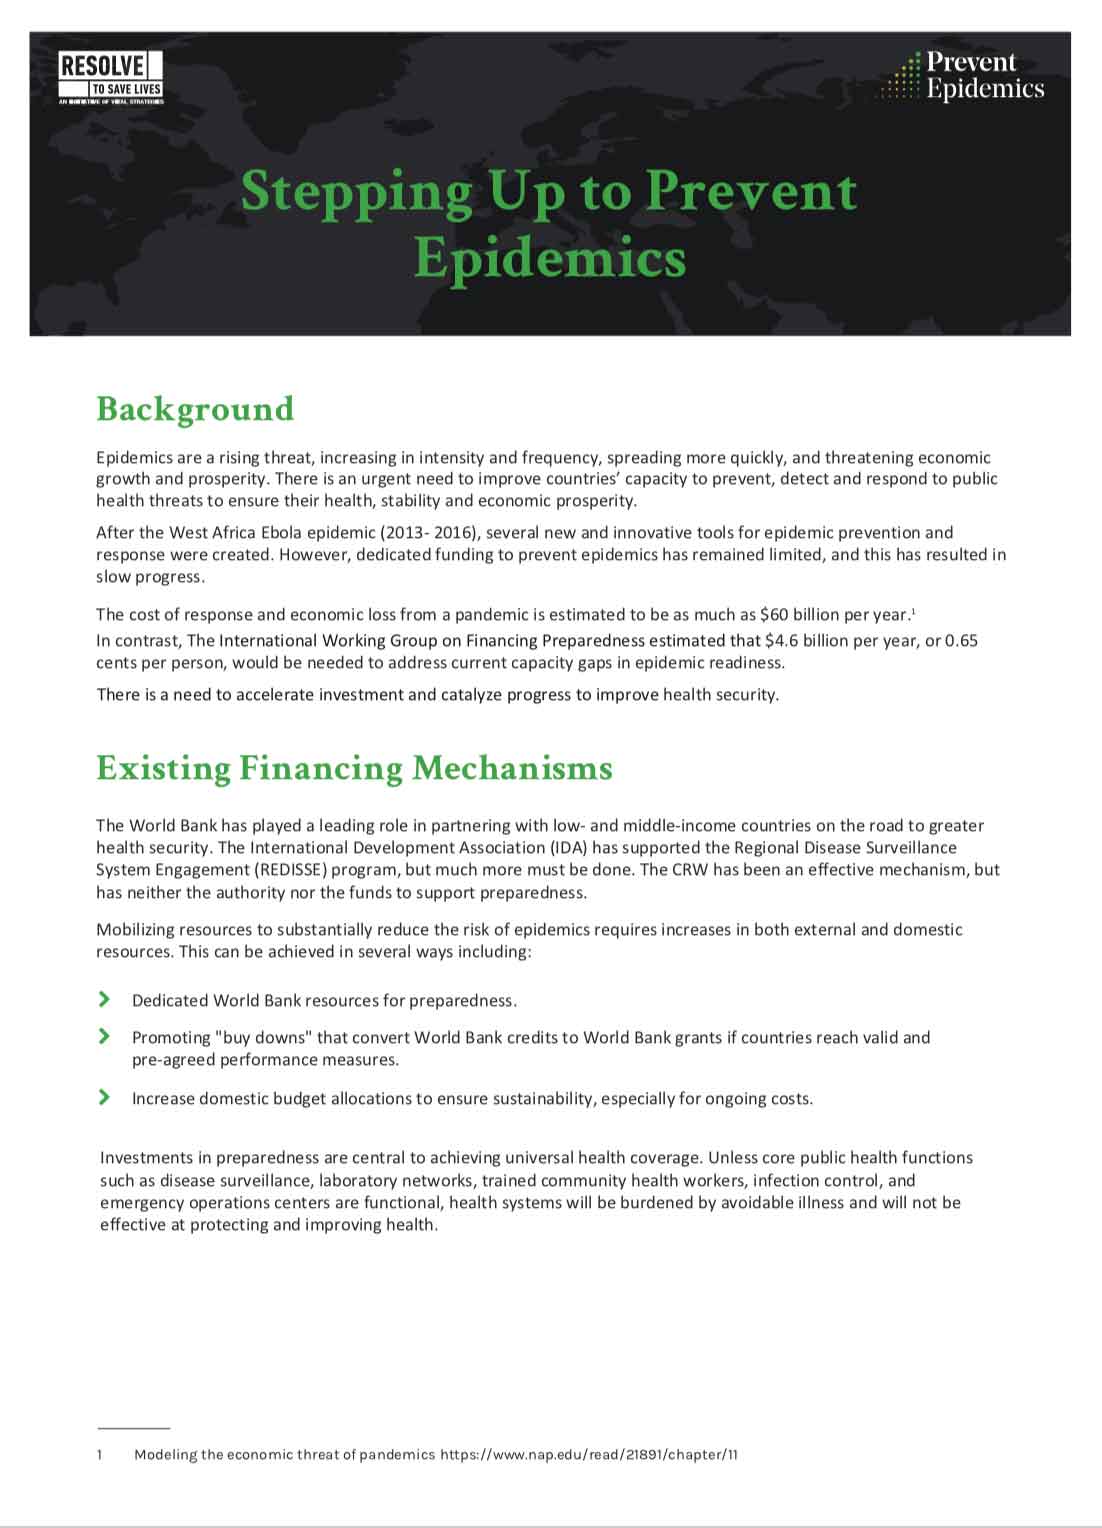 RESOLVE
TO SAVE LIVES
AN INITIATIVE OF VITAL STRATEGIES
Prevent
Epidemics
Stepping Up to Prevent
Epidemics
Background
Epidemics are a rising threat, increasing in intensity and frequency, spreading more quickly, and threatening economic
growth and prosperity. There is an urgent need to improve countries’ capacity to prevent, detect and respond to public
health threats to ensure their health, stability and economic prosperity.
After the West Africa Ebola epidemic (2013- 2016), several new and innovative tools for epidemic prevention and
response were created. However, dedicated funding to prevent epidemics has remained limited, and this has resulted in
slow progress.
The cost of response and economic loss from a pandemic is estimated to be as much as $60 billion per year.1
In contrast, The International Working Group on Financing Preparedness estimated that $4.6 billion per year, or 0.65
cents per person, would be needed to address current capacity gaps in epidemic readiness.
There is a need to accelerate investment and catalyze progress to improve health security.
Existing Financing Mechanisms
The World Bank has played a leading role in partnering with low- and middle-income countries on the road to greater
health security. The International Development Association (IDA) has supported the Regional Disease Surveillance
System Engagement (REDISSE) program, but much more must be done. The CRW has been an effective mechanism, but
has neither the authority nor the funds to support preparedness.
Mobilizing resources to substantially reduce the risk of epidemics requires increases in both external and domestic
resources. This can be achieved in several ways including:
Dedicated World Bank resources for preparedness.
Promoting "buy downs" that convert World Bank credits to World Bank grants if countries reach valid and
pre-agreed performance measures.
Increase domestic budget allocations to ensure sustainability, especially for ongoing costs.
Investments in preparedness are central to achieving universal health coverage. Unless core public health functions
such as disease surveillance, laboratory networks, trained community health workers, infection control, and
emergency operations centers are functional, health systems will be burdened by avoidable illness and will not be
effective at protecting and improving health.
1 Modeling the economic threat of pandemics https://www.nap.edu/read/21891/chapter/11